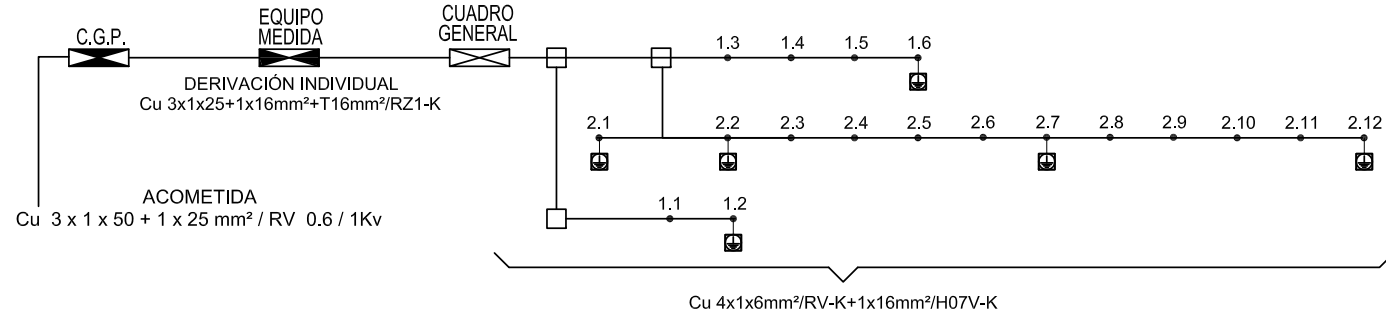 C.G.P.
EQUIPO
MEDIDA
CUADRO
GENERAL
1.3 1.4 1.5 1.6
DERIVACIÓN INDIVIDUAL
Cu 3x1x25+1x16mm²+T16mm²/RZ1-K
2.1 2.2 2.3 2.4 2.5 2.6 2.7 2.8 2.9 2.10 2.11 2.12
ACOMETIDA
Cu 3 x 1 x 50 + 1 x 25 mm² / RV 0.6 / 1Kv
1.1 1.2
Cu 4x1x6mm²/RV-K+1x16mm²/H07V-K